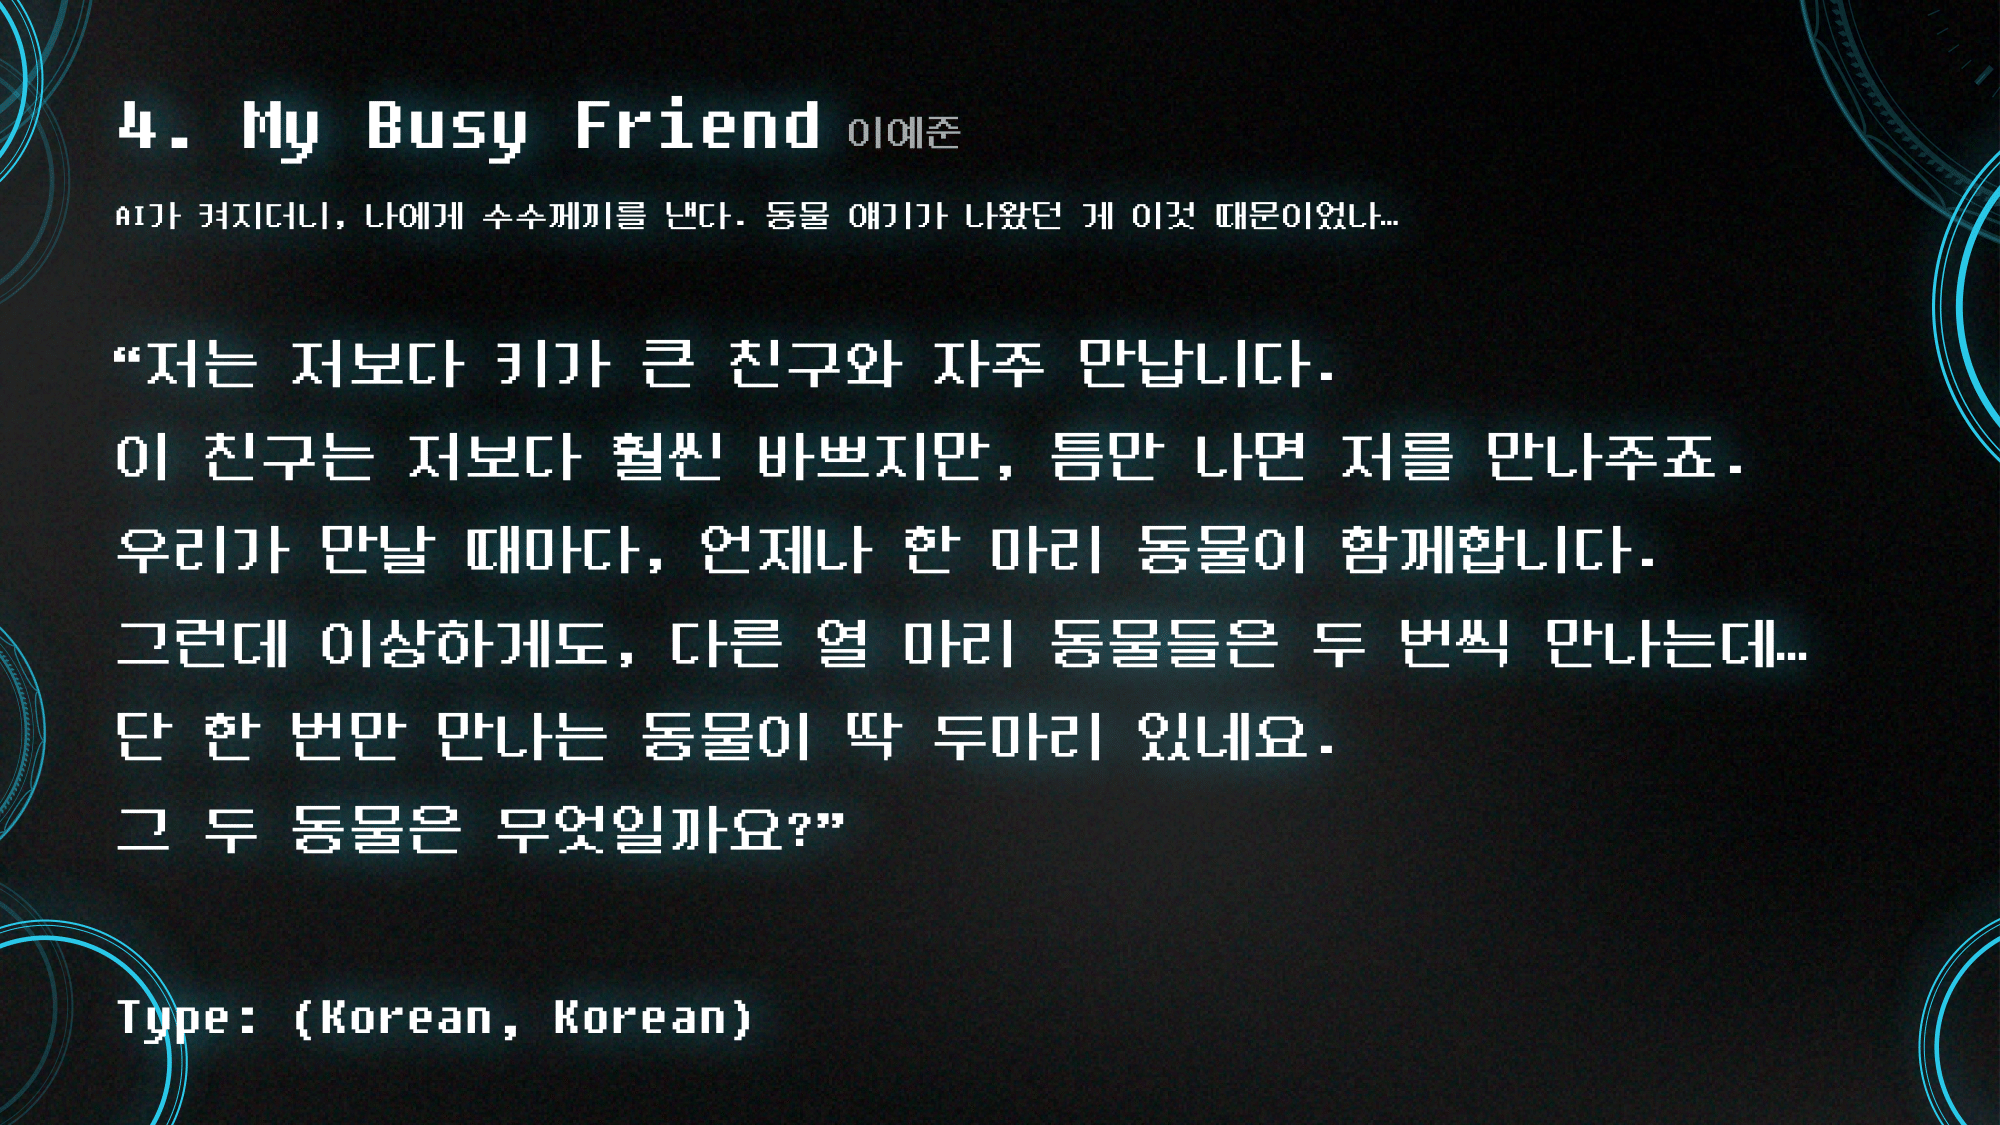 4. My Busy Friend 이예준
AI가 켜지더니, 나에게 수수께끼를 낸다. 동물 얘기가 나왔던 게 이것 때문이었나…
“저는 저보다 키가 큰 친구와 자주 만납니다.
이 친구는 저보다 훨씬 바쁘지만, 틈만 나면 저를 만나주죠.
우리가 만날 때마다, 언제나 한 마리 동물이 함께합니다.
그런데 이상하게도, 다른 열 마리 동물들은 두 번씩 만나는데…
단 한 번만 만나는 동물이 딱 두마리 있네요.
그 두 동물은 무엇일까요?”
Type: (Korean, Korean)